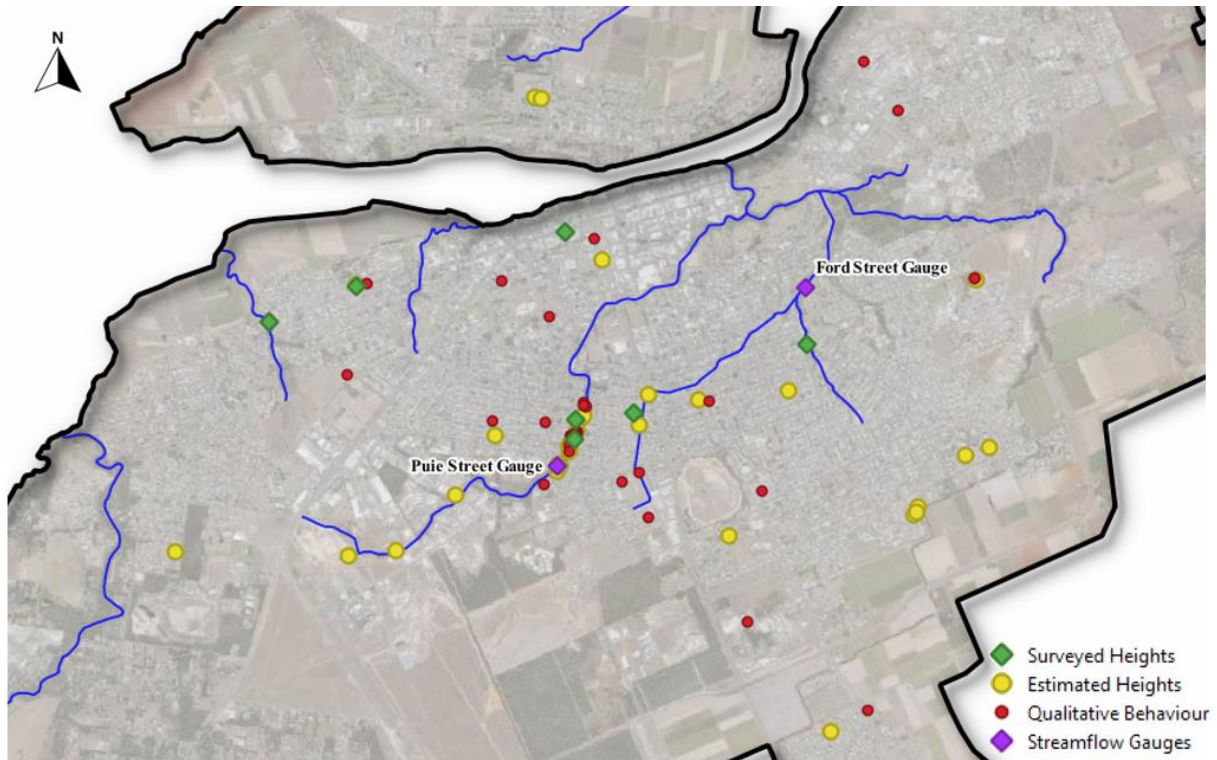 N
Ford Street Gauge
Puie Street Gauge
Surveyed Heights
Estimated Heights
Qualitative Behaviour
Streamflow Gauges